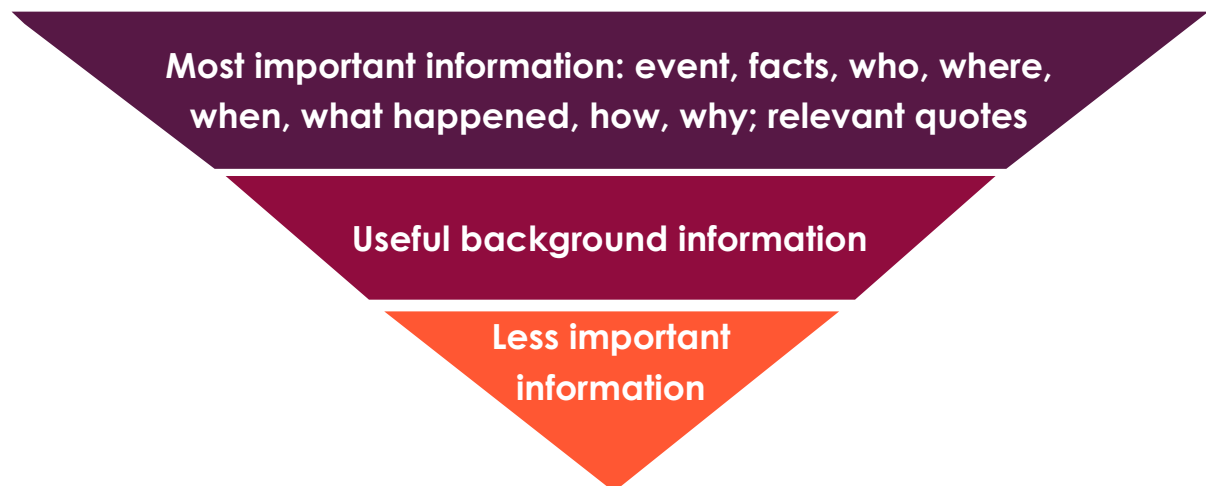 Most important information: event, facts, who, where,
when, what happened, how, why; relevant quotes
Useful background information
Less important
information